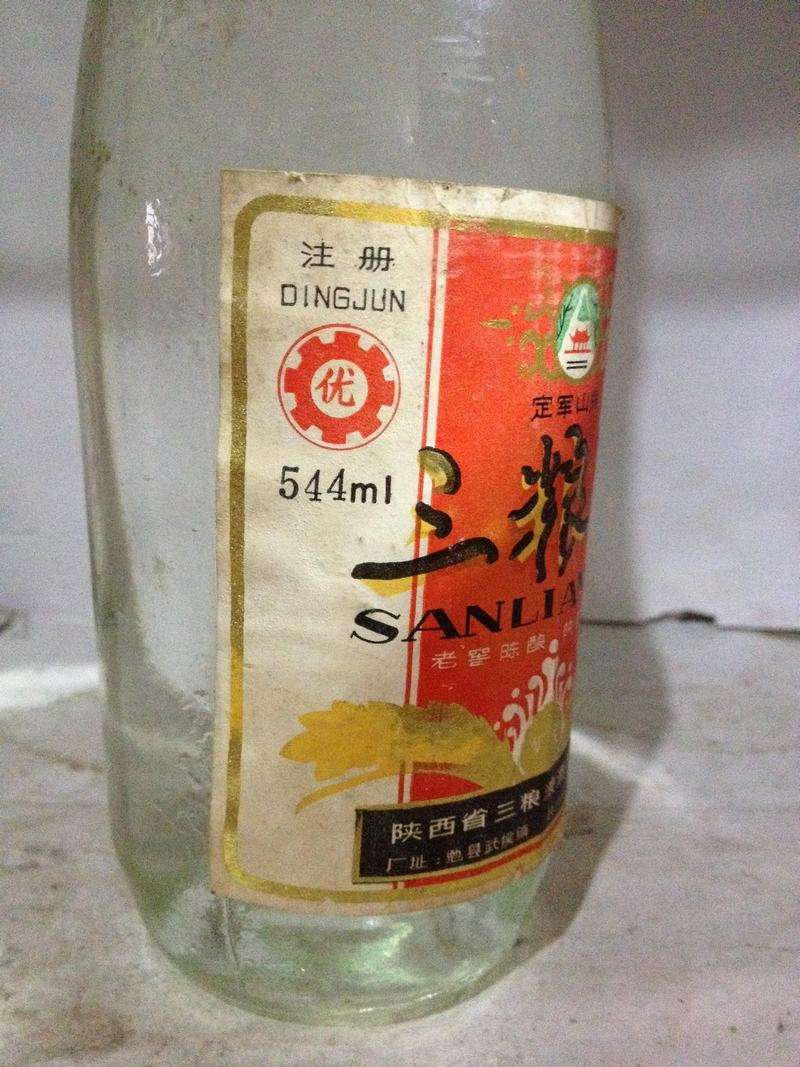 注册
DINGJUN
优
544ml
定军山
三粮
SANLIA
老窖陈酿
陕西省三粮
厂址:勉县武侯镇